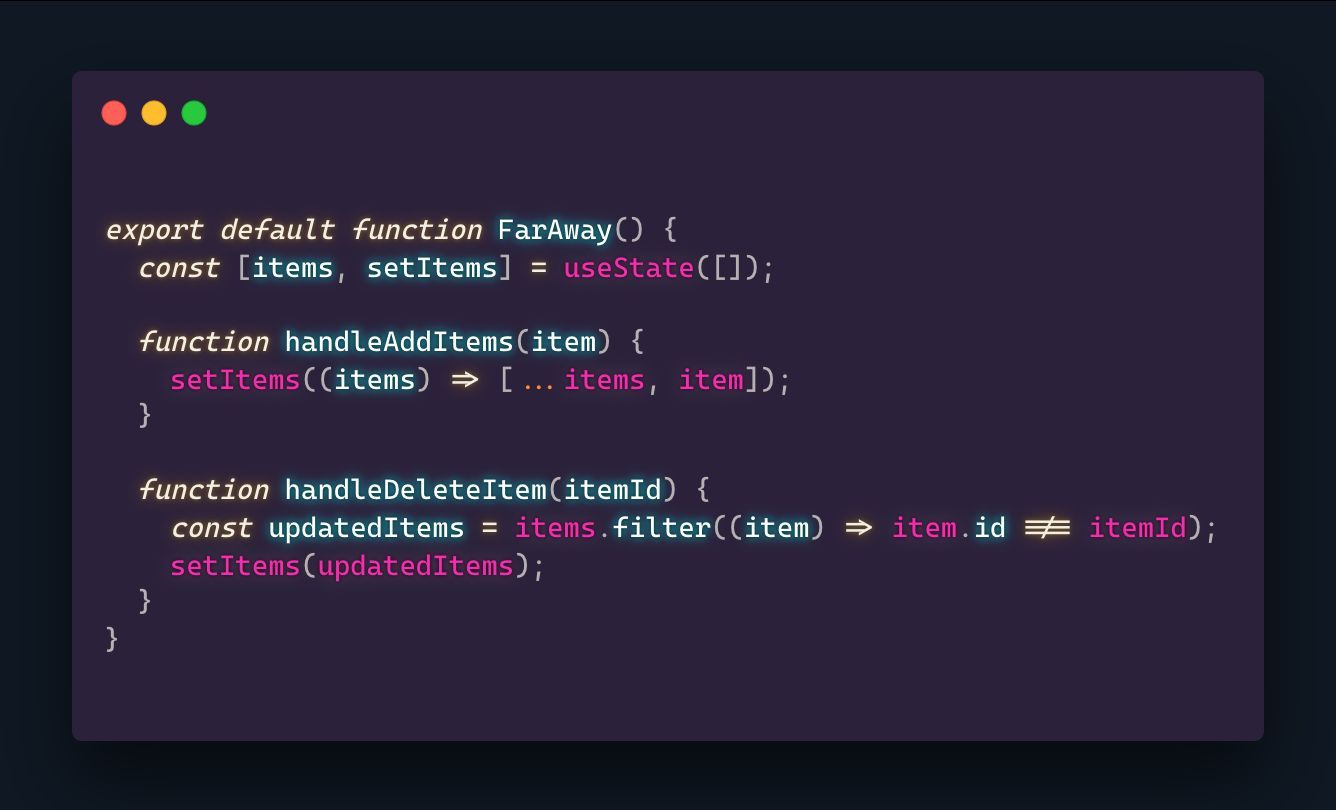 export default function FarAway() {
  const [items, setItems] = useState([]);

  function handleAddItems(item) {
    setItems((items) => [...items, item]);
  }

  function handleDeleteItem(itemId) {
    const updatedItems = items.filter((item) => item.id !== itemId);
    setItems(updatedItems);
  }
}